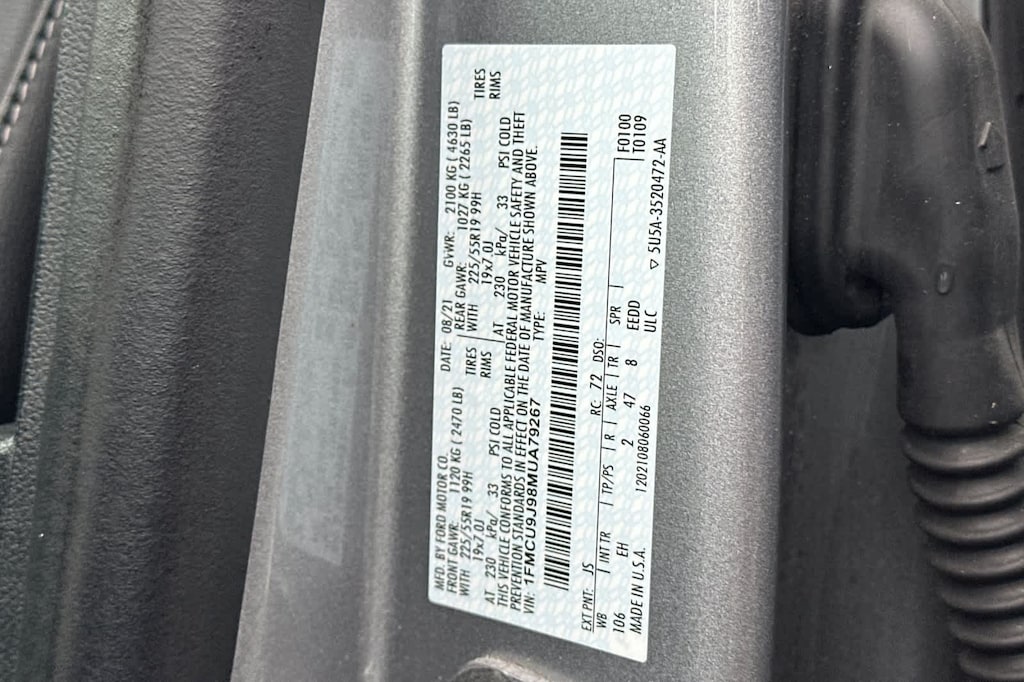 MFD. BY FORD MOTOR CO. DATE: 08/21 GVWR: 2100 KG ( 4630 LB)
FRONT GAWR: 1120 KG ( 2470 LB) REAR GAWR: 1027 KG ( 2265 LB)
WITH 225/55R19 99H TIRES WITH 225/55R19 99H TIRES
19x7.0J RIMS 19x7.0J RIMS
AT 230 kPa/ 33 PSI COLD AT 230 kPa/ 33 PSI COLD
THIS VEHICLE CONFORMS TO ALL APPLICABLE FEDERAL MOTOR VEHICLE SAFETY AND THEFT
PREVENTION STANDARDS IN EFFECT ON THE DATE OF MANUFACTURE SHOWN ABOVE.
VIN: 1FMCU9J98MUA79267 TYPE: MPV
EXT PNT: JS RC: 72 DSO: F0100
WB INT TR TP/PS R AXLE TR SPR T0109
106 EH 2 47 8 FEDD
MADE IN U.S.A. 1202108060066 ULC
▽ 5U5A-3520472-AA